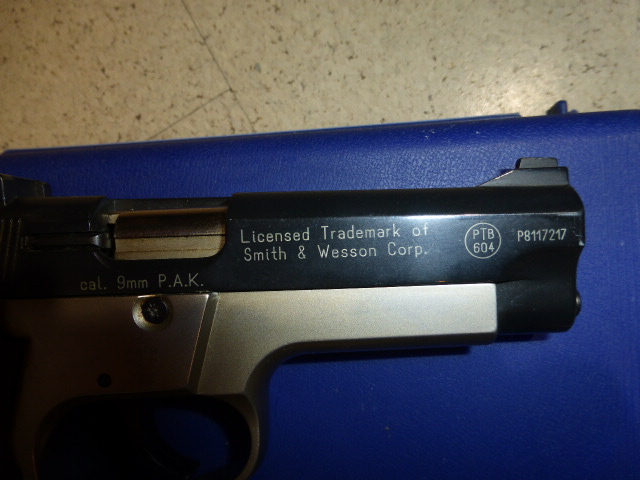 Licensed Trademark of
Smith & Wesson Corp.
PTB
604
P8117217
cal. 9mm P.A.K.